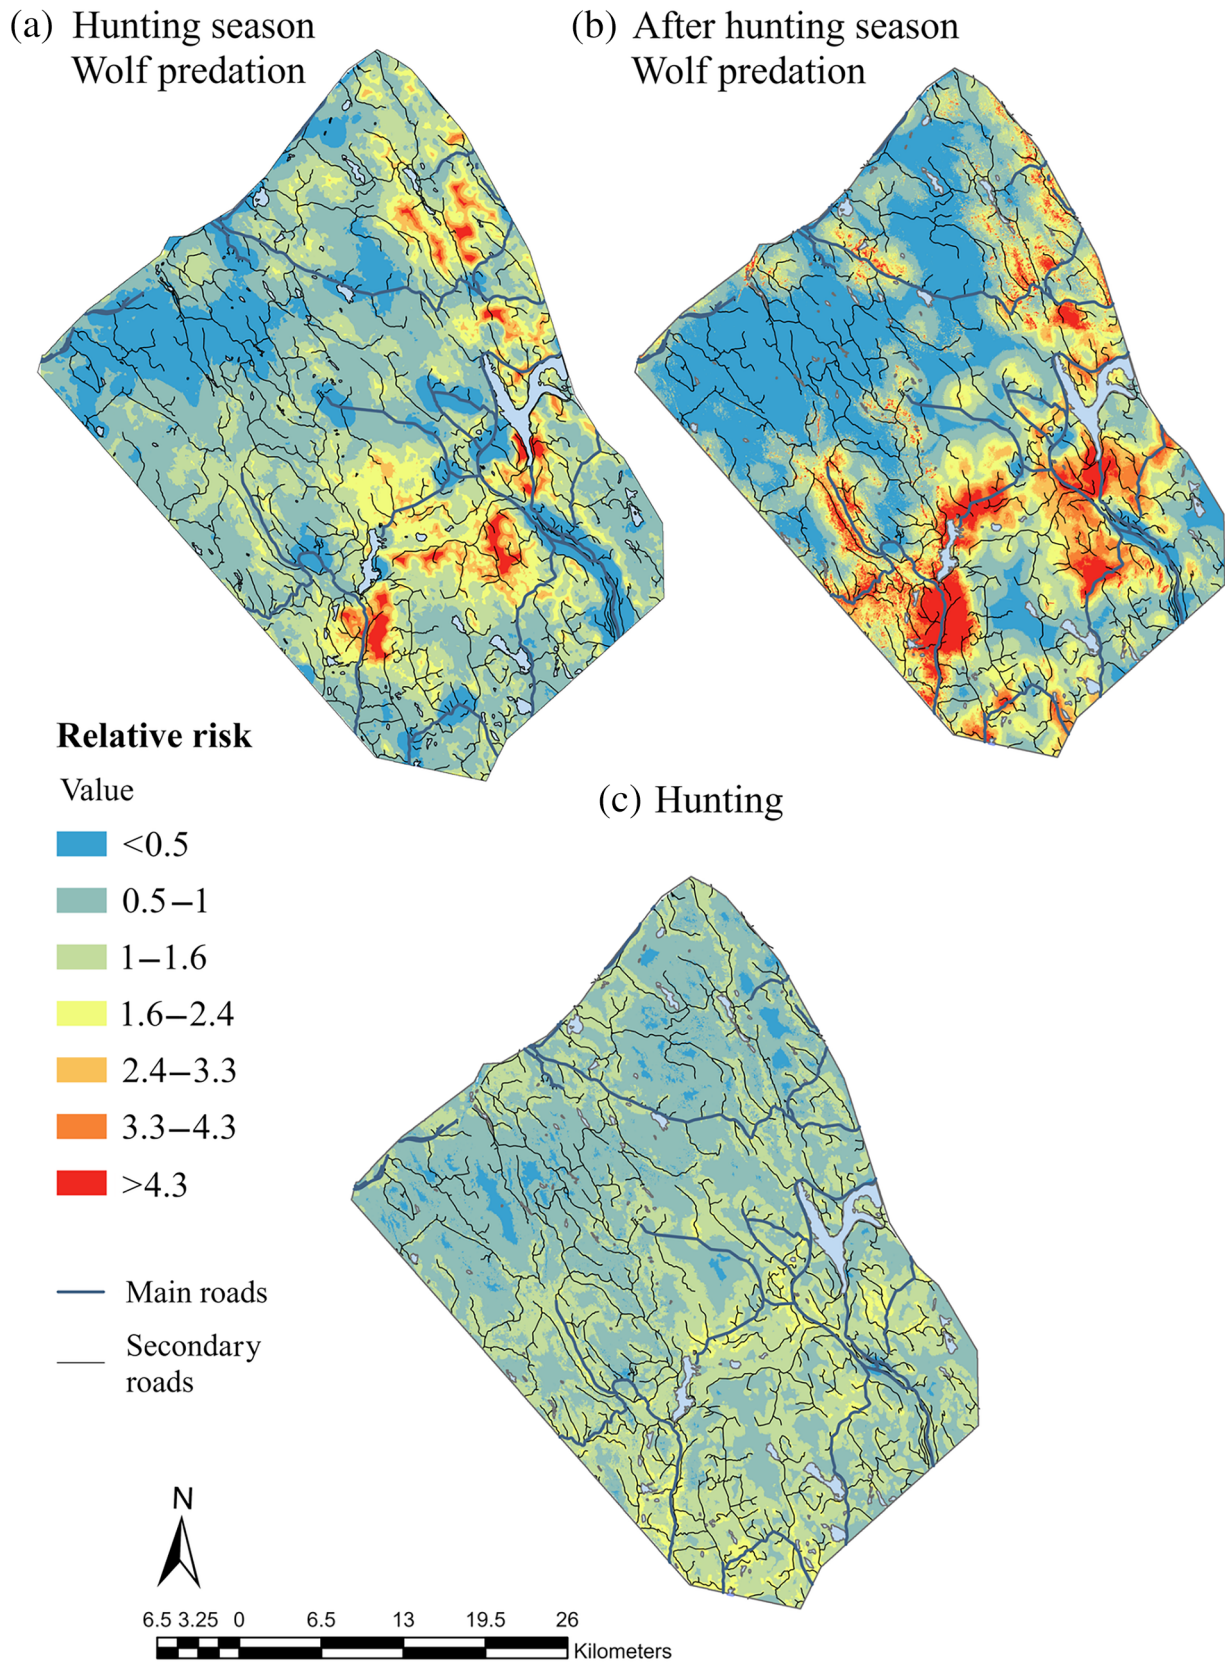 (a) Hunting season
Wolf predation
(b) After hunting season
Wolf predation
Relative risk
Value
<0.5
0.5–1
1–1.6
1.6–2.4
2.4–3.3
3.3–4.3
>4.3
Main roads
Secondary
roads
(c) Hunting
N
6.5 3.25 0 6.5 13 19.5 26
Kilometers